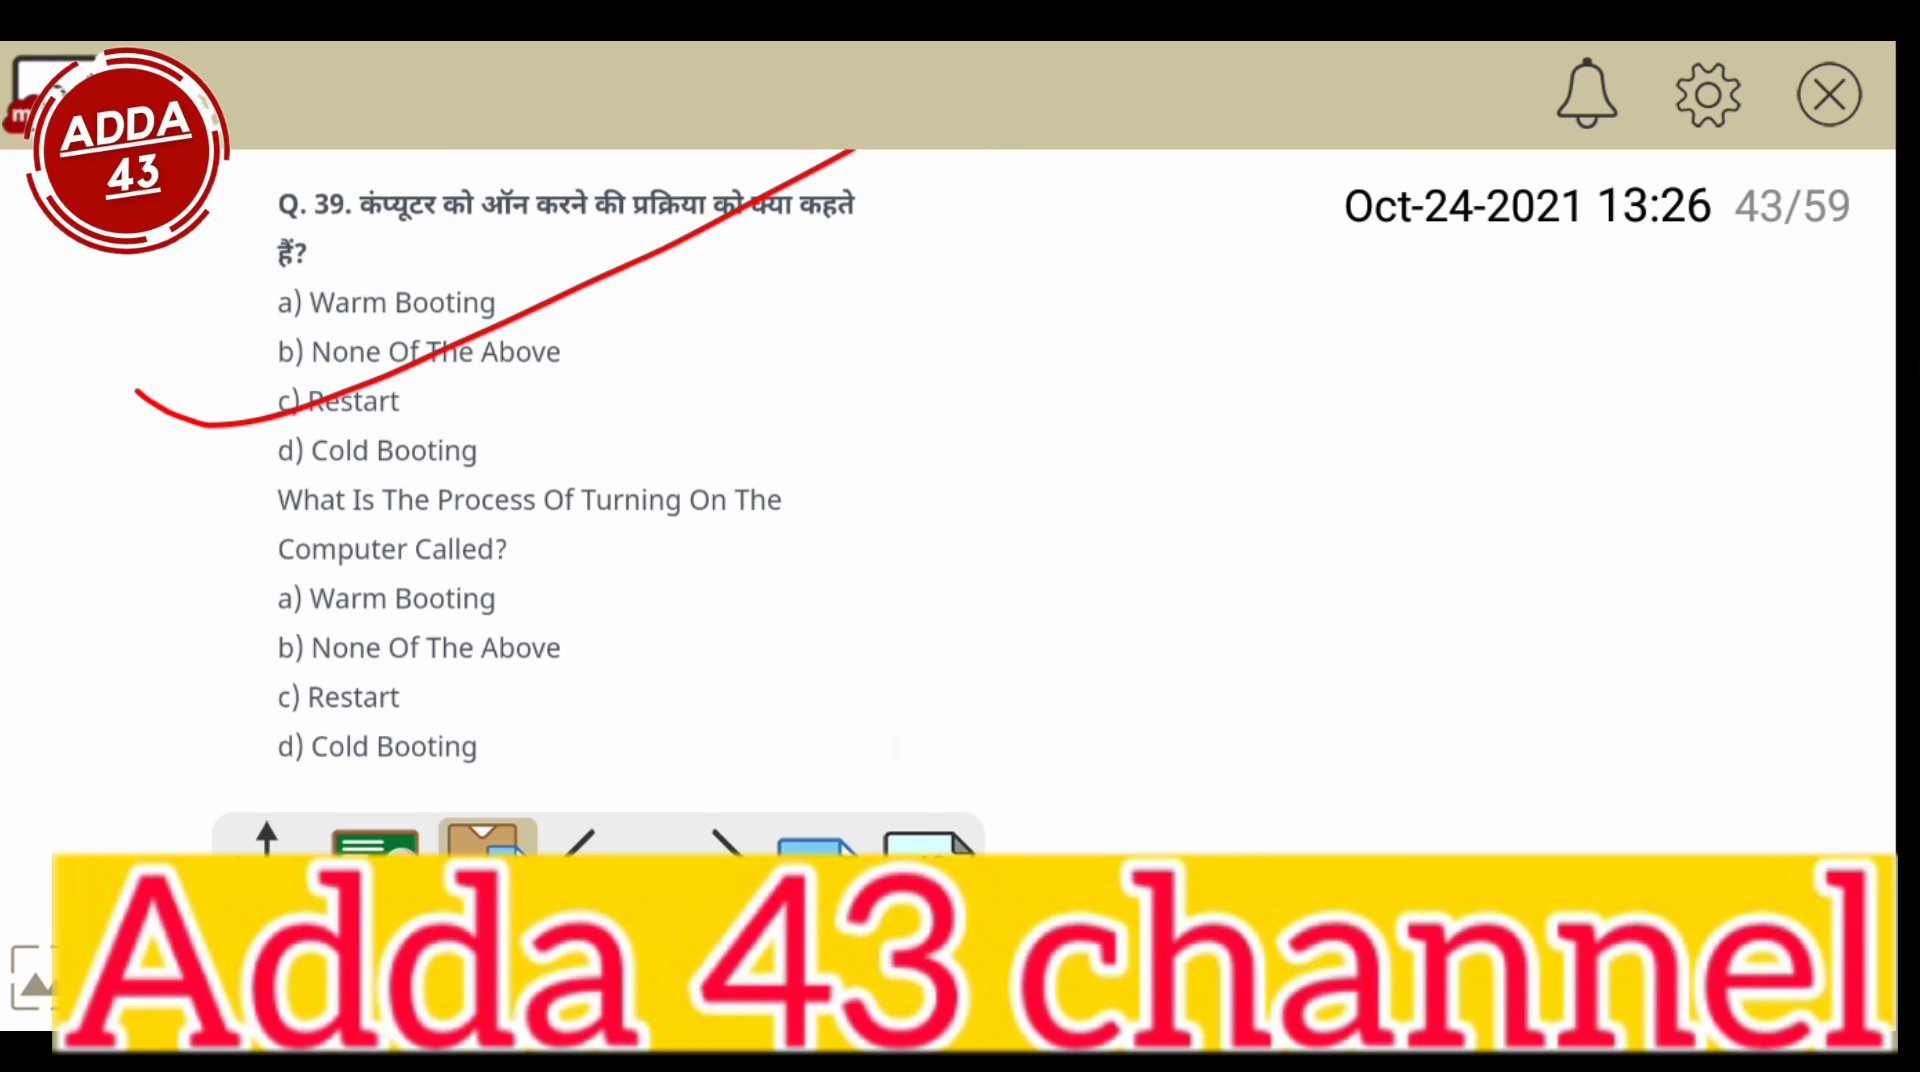 ADDA
43
Oct-24-2021 13:26 43/59
Q. 39. कंप्यूटर को ऑन करने की प्रक्रिया को क्या कहते
हैं?
a) Warm Booting
b) None Of The Above
c) Restart
d) Cold Booting
What Is The Process Of Turning On The
Computer Called?
a) Warm Booting
b) None Of The Above
c) Restart
d) Cold Booting
Adda 43 channel